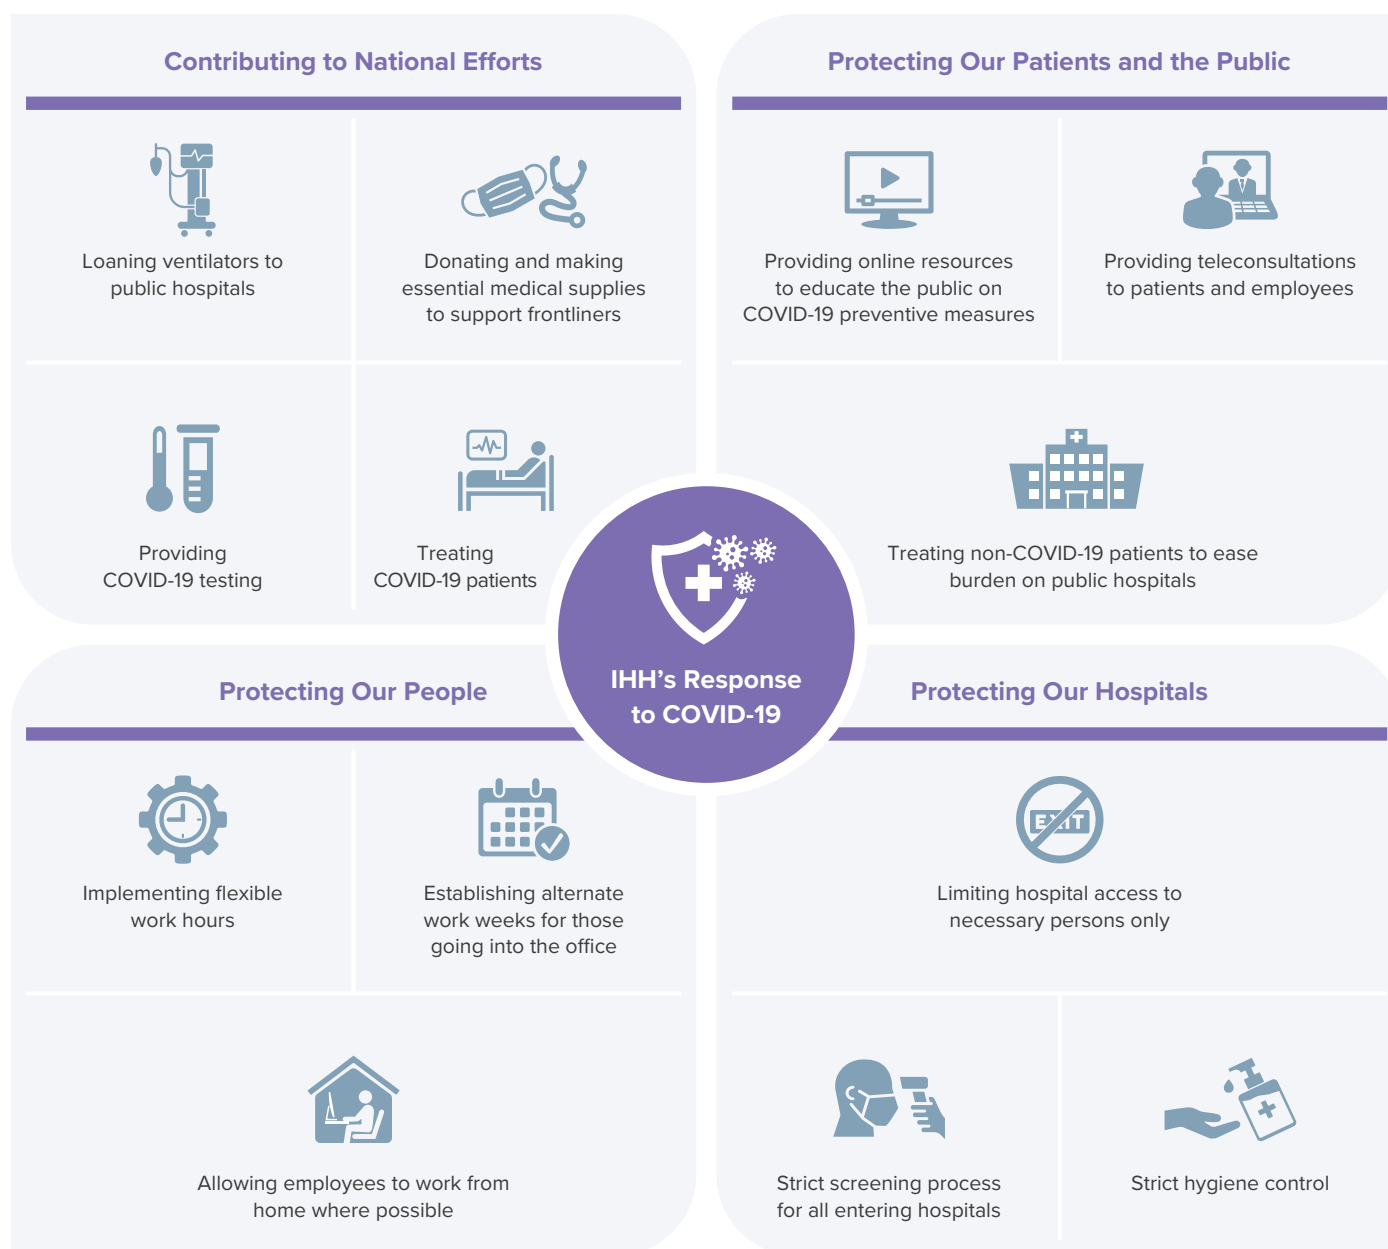 Contributing to National Efforts
Loaning ventilators to
public hospitals
Donating and making
essential medical supplies
to support frontliners
Providing
COVID-19 testing
Treating
COVID-19 patients
Protecting Our Patients and the Public
Providing online resources
to educate the public on
COVID-19 preventive measures
Providing teleconsultations
to patients and employees
Treating non-COVID-19 patients to ease
burden on public hospitals
IHH’s Response
to COVID-19
Protecting Our People
Implementing flexible
work hours
Establishing alternate
work weeks for those
going into the office
Allowing employees to work from
home where possible
Protecting Our Hospitals
EXIT
Limiting hospital access to
necessary persons only
Strict screening process
for all entering hospitals
Strict hygiene control